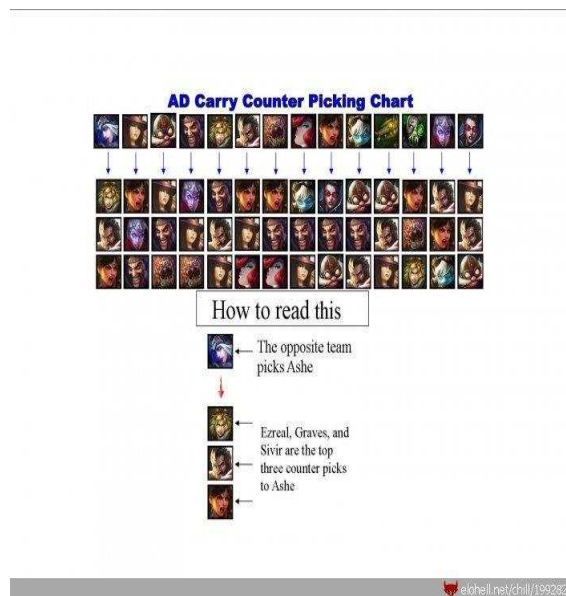 AD Carry Counter Picking Chart
How to read this
The opposite team
picks Ashe
Ezreal, Graves, and
Sivir are the top
three counter picks
to Ashe
elohell.net/chill/199282